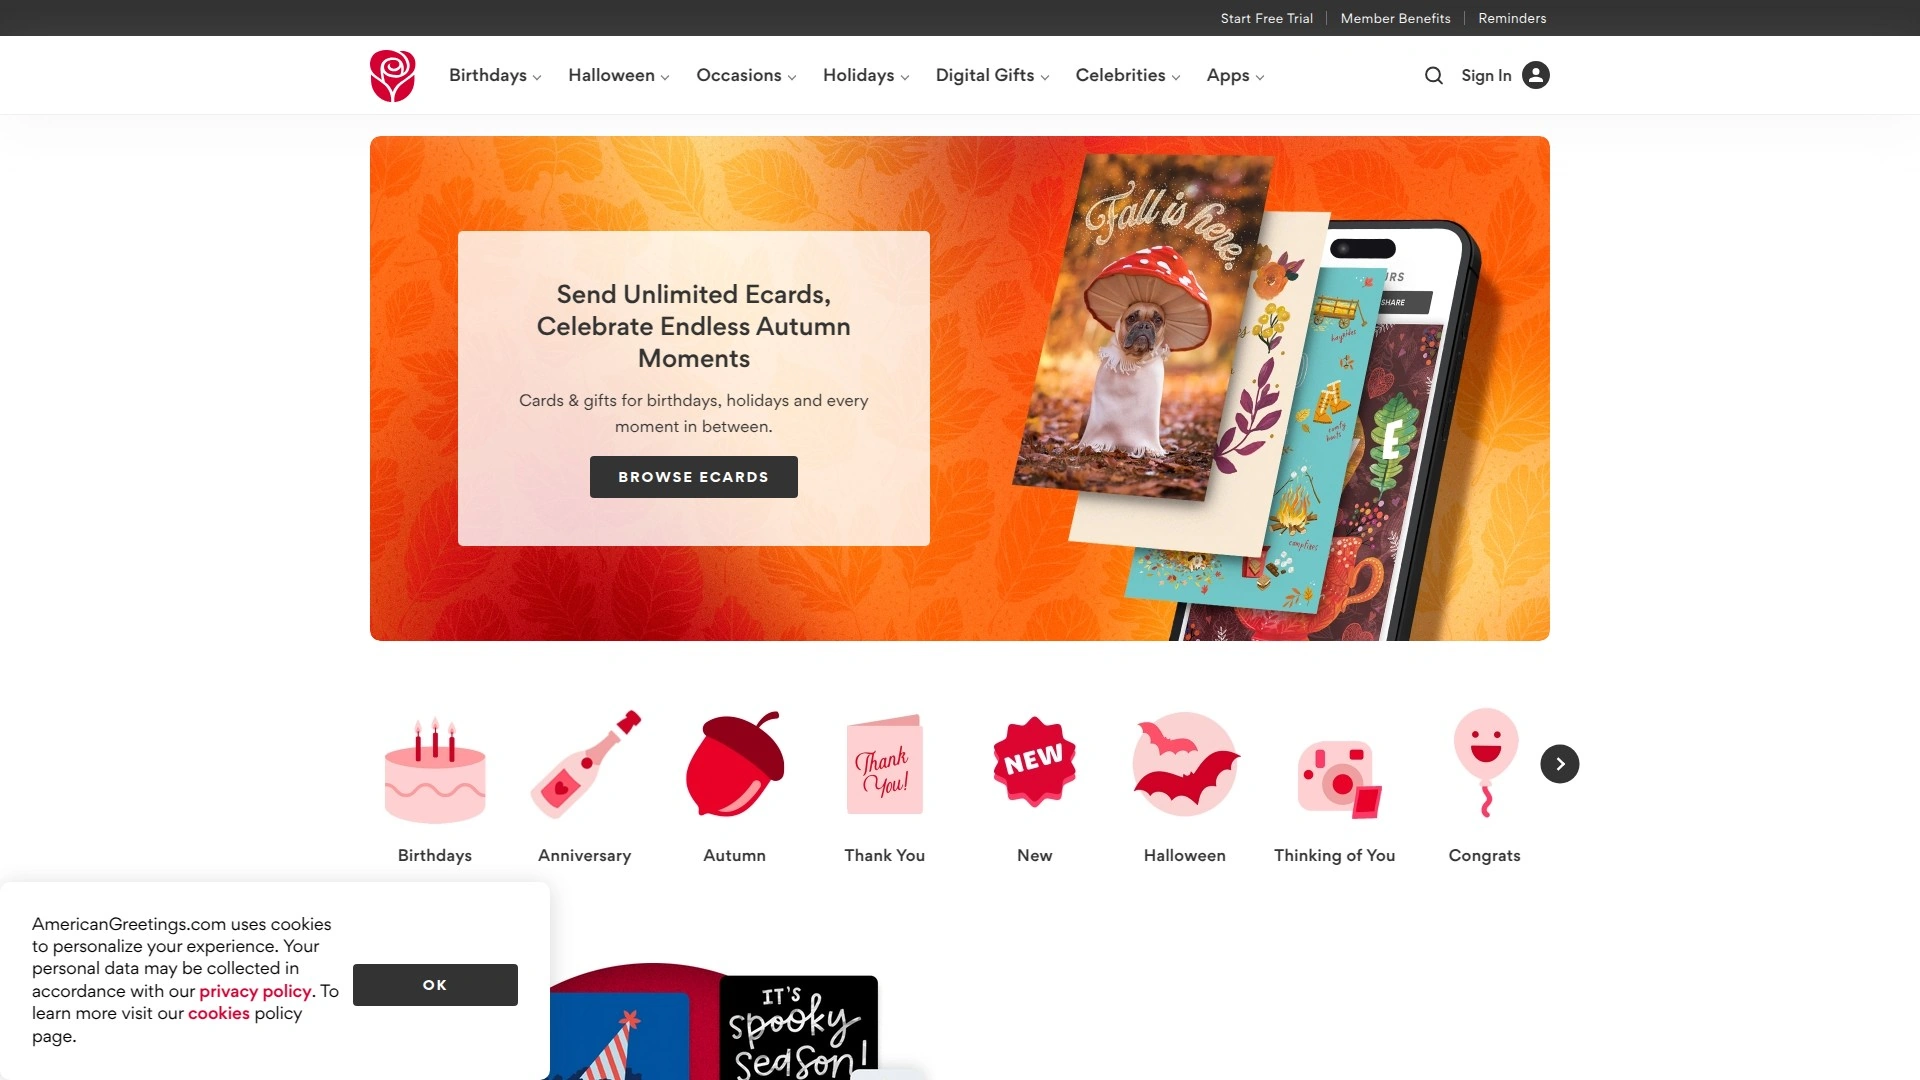 Start Free Trial
Member Benefits
Reminders
Birthdays
Halloween
Occasions
Holidays
Digital Gifts
Celebrities
Apps
Sign In
Send Unlimited Ecards,
Celebrate Endless Autumn
Moments
Cards & gifts for birthdays, holidays and every
moment in between.
BROWSE ECARDS
Fall is here.
SHARE
hayrides
comfy
boots
campfires
E
Thank
You!
NEW
Birthdays
Anniversary
Autumn
Thank You
New
Halloween
Thinking of You
Congrats
AmericanGreetings.com uses cookies
to personalize your experience. Your
personal data may be collected in
accordance with our privacy policy. To
learn more visit our cookies policy
page.
OK
IT'S
spooky
season!